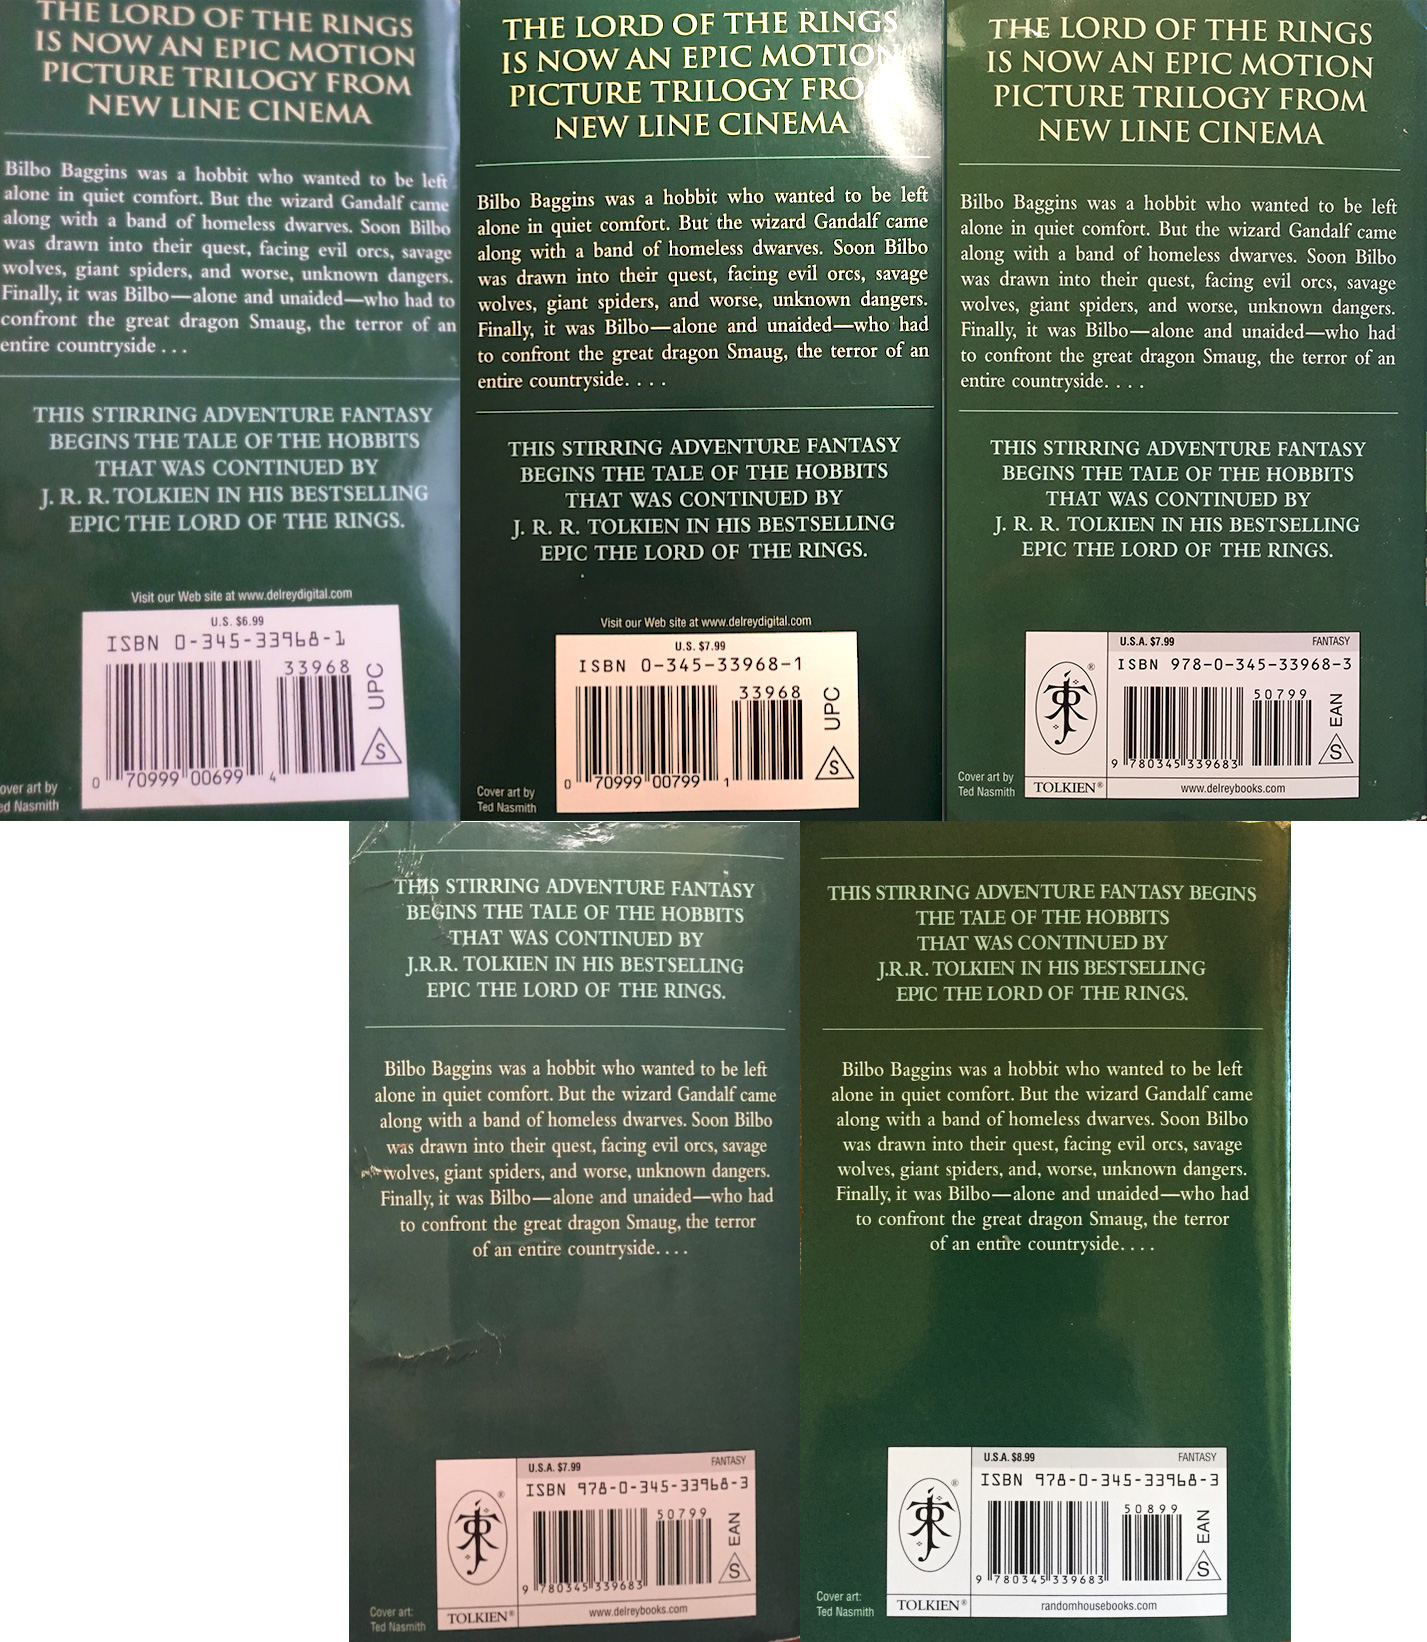 THE LORD OF THE RINGS
IS NOW AN EPIC MOTION
PICTURE TRILOGY FROM
NEW LINE CINEMA
Bilbo Baggins was a hobbit who wanted to be left
alone in quiet comfort. But the wizard Gandalf came
along with a band of homeless dwarves. Soon Bilbo
was drawn into their quest, facing evil orcs, savage
wolves, giant spiders, and worse, unknown dangers.
Finally, it was Bilbo—alone and unaided—who had to
confront the great dragon Smaug, the terror of an
entire countryside . . .
THIS STIRRING ADVENTURE FANTASY
BEGINS THE TALE OF THE HOBBITS
THAT WAS CONTINUED BY
J. R. R. TOLKIEN IN HIS BESTSELLING
EPIC THE LORD OF THE RINGS.
Visit our Web site at www.delreydigital.com
U.S. $6.99
ISBN 0-345-33968-1
33968
UPC
S
0 70999 00699 4
over art by
ed Nasmith
THE LORD OF THE RINGS
IS NOW AN EPIC MOTION
PICTURE TRILOGY FRO
NEW LINE CINEMA
Bilbo Baggins was a hobbit who wanted to be left
alone in quiet comfort. But the wizard Gandalf came
along with a band of homeless dwarves. Soon Bilbo
was drawn into their quest, facing evil orcs, savage
wolves, giant spiders, and worse, unknown dangers.
Finally, it was Bilbo—alone and unaided—who had
to confront the great dragon Smaug, the terror of an
entire countryside. . . .
THIS STIRRING ADVENTURE FANTASY
BEGINS THE TALE OF THE HOBBITS
THAT WAS CONTINUED BY
J. R. R. TOLKIEN IN HIS BESTSELLING
EPIC THE LORD OF THE RINGS.
Visit our Web site at www.delreydigital.com
U.S. $7.99
ISBN 0-345-33968-1
33968
UPC
S
0 70999 00799 1
Cover art by
Ted Nasmith
THE LORD OF THE RINGS
IS NOW AN EPIC MOTION
PICTURE TRILOGY FROM
NEW LINE CINEMA
Bilbo Baggins was a hobbit who wanted to be left
alone in quiet comfort. But the wizard Gandalf came
along with a band of homeless dwarves. Soon Bilbo
was drawn into their quest, facing evil orcs, savage
wolves, giant spiders, and worse, unknown dangers.
Finally, it was Bilbo—alone and unaided—who had
to confront the great dragon Smaug, the terror of an
entire countryside. . . .
THIS STIRRING ADVENTURE FANTASY
BEGINS THE TALE OF THE HOBBITS
THAT WAS CONTINUED BY
J. R. R. TOLKIEN IN HIS BESTSELLING
EPIC THE LORD OF THE RINGS.
U.S.A. $7.99 FANTASY
ISBN 978-0-345-33968-3
50799
EAN
S
9 780345 339683
Cover art by
Ted Nasmith
TOLKIEN®
www.delreybooks.com
THIS STIRRING ADVENTURE FANTASY
BEGINS THE TALE OF THE HOBBITS
THAT WAS CONTINUED BY
J.R.R. TOLKIEN IN HIS BESTSELLING
EPIC THE LORD OF THE RINGS.
Bilbo Baggins was a hobbit who wanted to be left
alone in quiet comfort. But the wizard Gandalf came
along with a band of homeless dwarves. Soon Bilbo
was drawn into their quest, facing evil orcs, savage
wolves, giant spiders, and worse, unknown dangers.
Finally, it was Bilbo—alone and unaided—who had
to confront the great dragon Smaug, the terror
of an entire countryside. . . .
U.S.A. $7.99 FANTASY
ISBN 978-0-345-33968-3
50799
EAN
S
9 780345 339683
Cover art:
Ted Nasmith
TOLKIEN®
www.delreybooks.com
THIS STIRRING ADVENTURE FANTASY BEGINS
THE TALE OF THE HOBBITS
THAT WAS CONTINUED BY
J.R.R. TOLKIEN IN HIS BESTSELLING
EPIC THE LORD OF THE RINGS.
Bilbo Baggins was a hobbit who wanted to be left
alone in quiet comfort. But the wizard Gandalf came
along with a band of homeless dwarves. Soon Bilbo
was drawn into their quest, facing evil orcs, savage
wolves, giant spiders, and, worse, unknown dangers.
Finally, it was Bilbo—alone and unaided—who had
to confront the great dragon Smaug, the terror
of an entire countryside. . . .
U.S.A. $8.99 FANTASY
ISBN 978-0-345-33968-3
50899
EAN
S
9 780345 339683
Cover art:
Ted Nasmith
TOLKIEN®
randomhousebooks.com